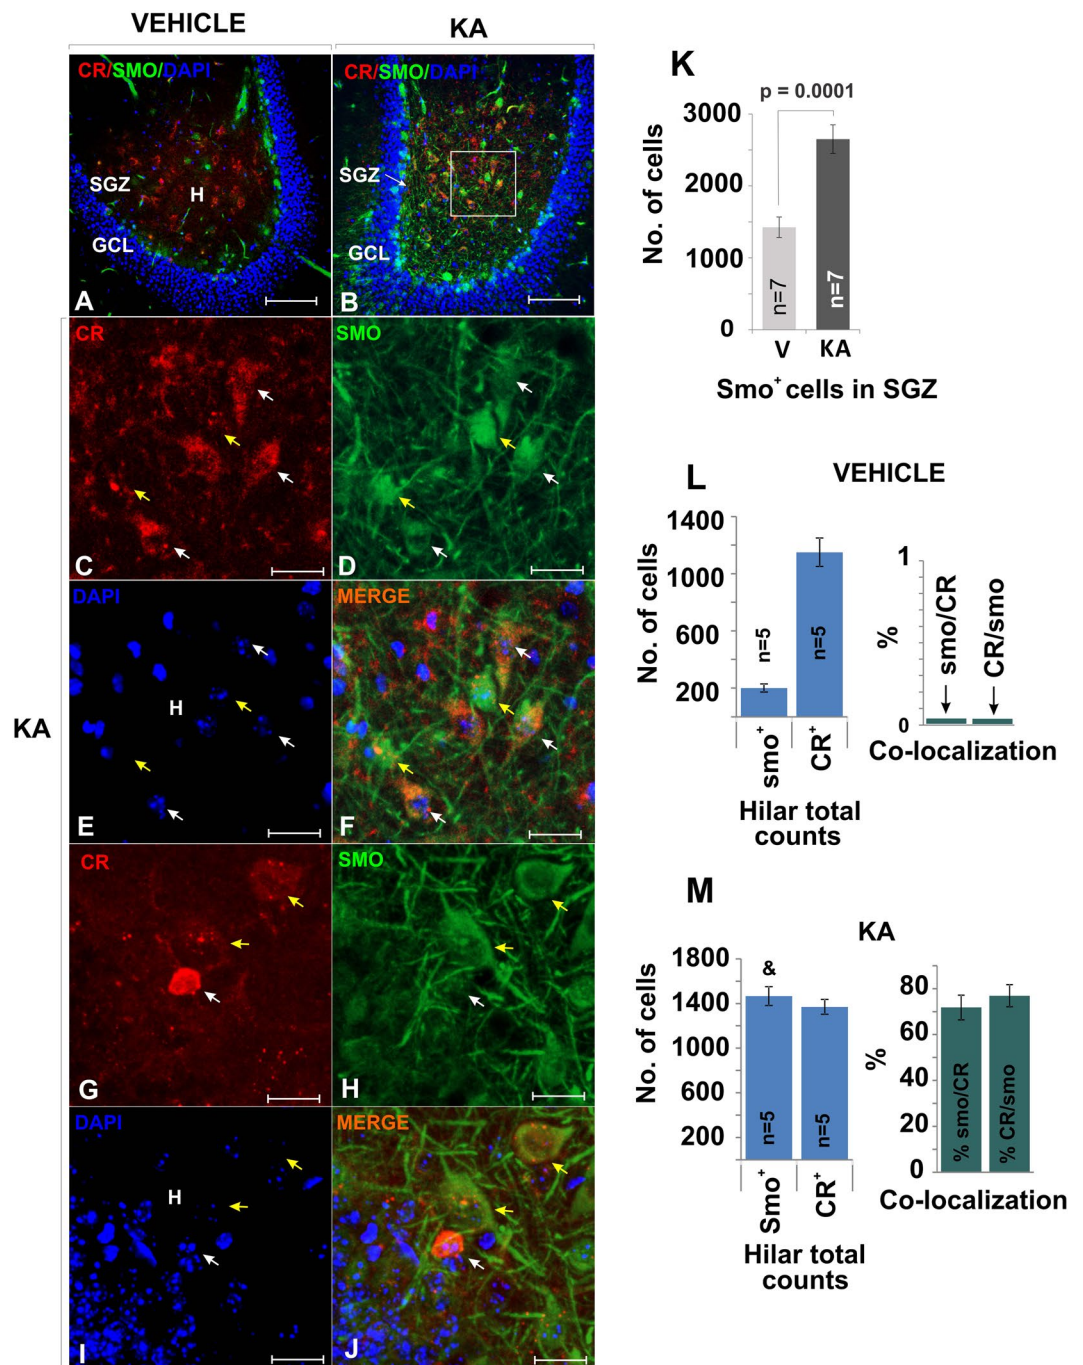 VEHICLE
KA
CR/SMO/DAPI
SGZ
H
GCL
A
CR/SMO/DAPI
SGZ
GCL
B
KA
CR
C
SMO
D
DAPI
H
E
MERGE
F
CR
G
SMO
H
DAPI
H
I
MERGE
J
K
p = 0.0001
No. of cells
3000
2000
1000
0
n=7
n=7
V KA
Smo⁺ cells in SGZ
L
VEHICLE
No. of cells
1400
1000
600
200
n=5
n=5
smo⁺
CR⁺
Hilar total
counts
%
1
0
smo/CR
CR/smo
Co-localization
M
KA
No. of cells
1800
1400
1000
600
200
&
n=5
n=5
Smo⁺
CR⁺
Hilar total
counts
%
80
60
40
20
0
% smo/CR
% CR/smo
Co-localization